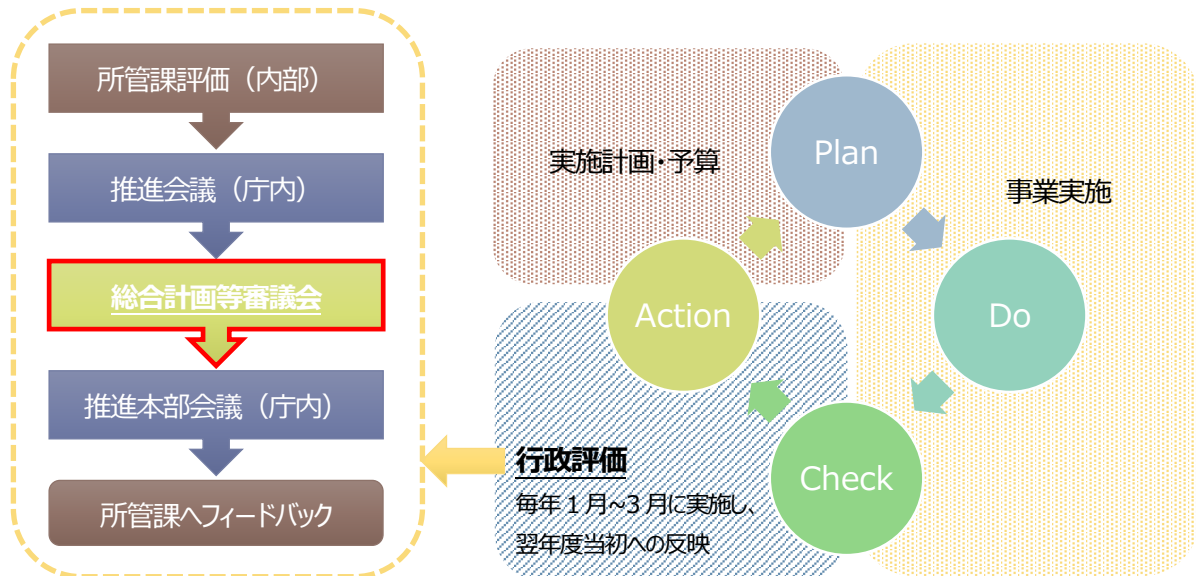 所管課評価（内部）
推進会議（庁内）
総合計画等審議会
推進本部会議（庁内）
所管課へフィードバック
実施計画・予算
Plan
事業実施
Action
Do
Check
行政評価
毎年１月~３月に実施し、
翌年度当初への反映